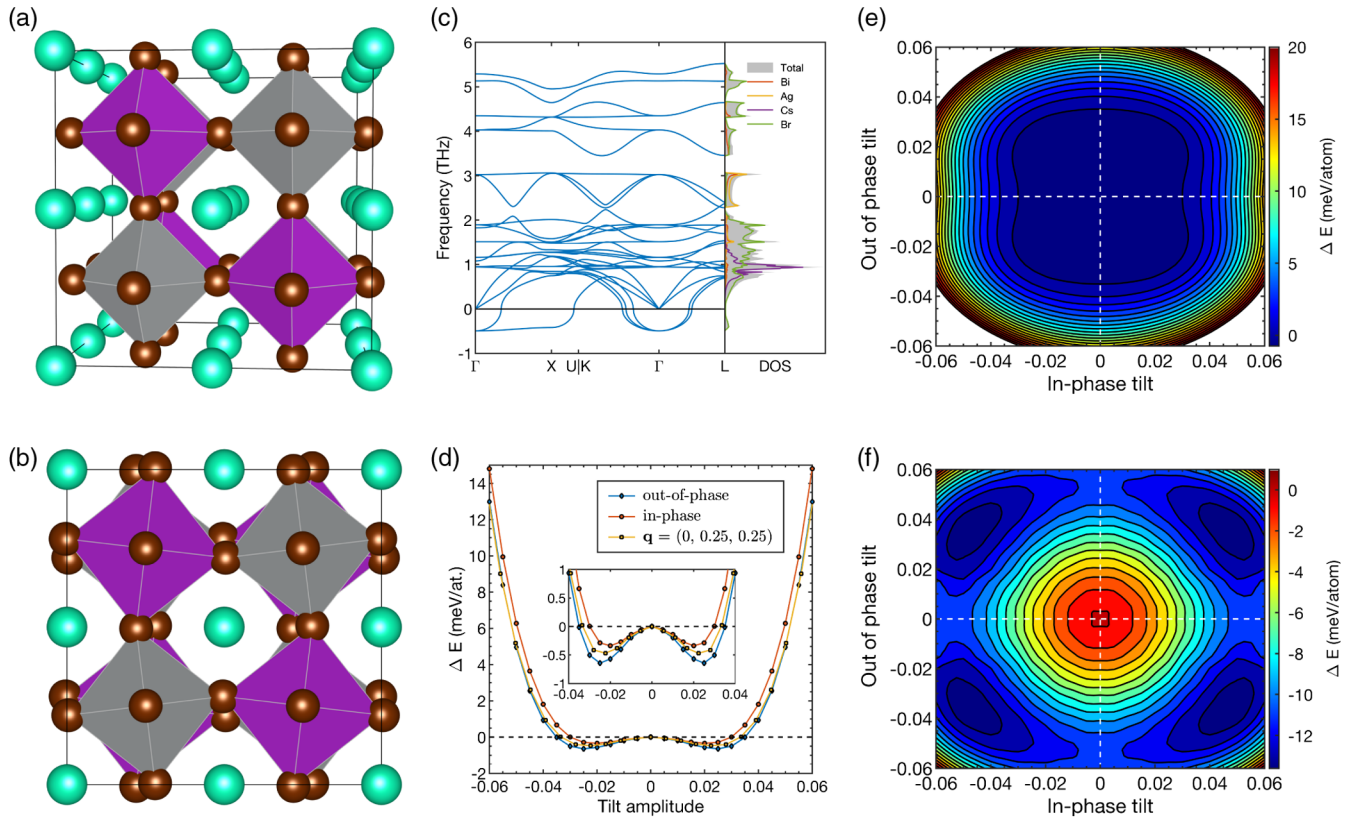 (a)
(c)
6
5
4
3
2
1
0
-1
Frequency (THz)
Γ
X
U|K
Γ
L
DOS
Total
Bi
Ag
Cs
Br
(e)
0.06
0.04
0.02
0
-0.02
-0.04
-0.06
Out of phase tilt
-0.06
-0.04
-0.02
0
0.02
0.04
0.06
In-phase tilt
20
15
10
5
0
Δ E (meV/atom)
(b)
(d)
14
12
10
8
6
4
2
0
-2
Δ E (meV/at.)
out-of-phase
in-phase
q = (0, 0.25, 0.25)
1
0.5
0
-0.5
-1
-0.04
-0.02
0
0.02
0.04
-0.06
-0.04
-0.02
0
0.02
0.04
0.06
Tilt amplitude
(f)
0.06
0.04
0.02
0
-0.02
-0.04
-0.06
Out of phase tilt
-0.06
-0.04
-0.02
0
0.02
0.04
0.06
In-phase tilt
0
-2
-4
-6
-8
-10
-12
Δ E (meV/atom)